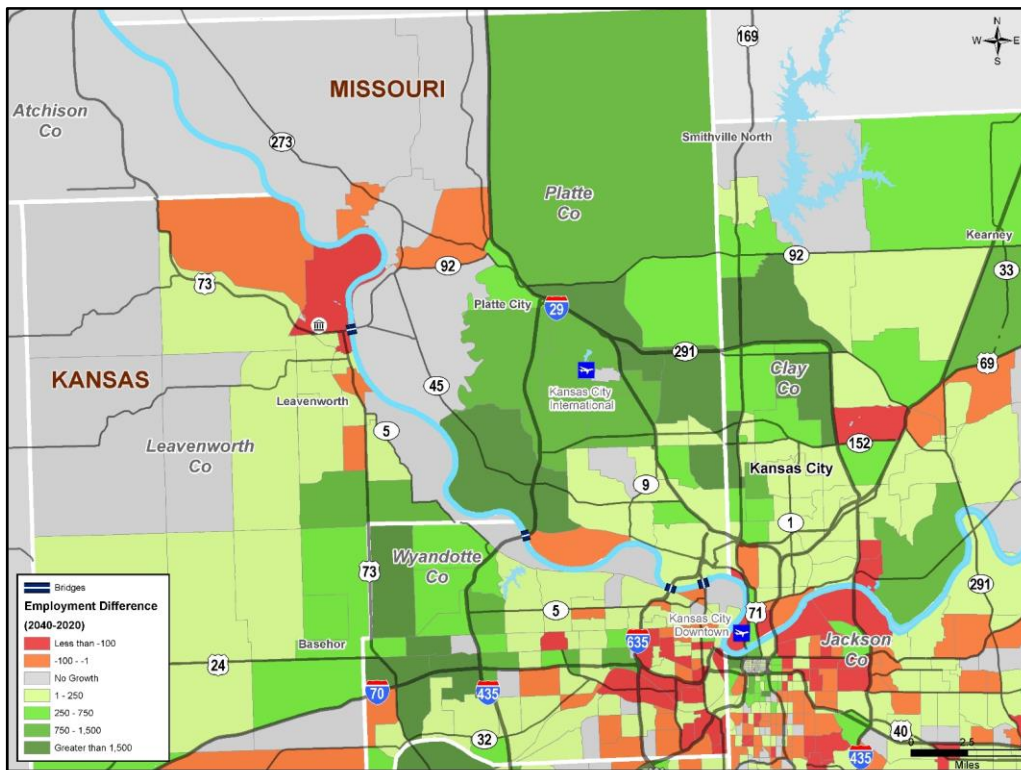 169
N
W E
S
MISSOURI
Atchison
Co
273
Smithville North
Platte
Co
Kearney
92
33
73
92
Platte City
29
291
69
KANSAS
Kansas City
International
Clay
Co
45
Leavenworth
5
152
Leavenworth
Co
Kansas City
9
1
Wyandotte
Co
73
291
Bridges
Employment Difference
(2040-2020)
Less than -100
-100 - -1
No Growth
1 - 250
250 - 750
750 - 1,500
Greater than 1,500
5
Kansas City
Downtown
71
Basehor
635
Jackson
Co
24
70
435
32
40
435
0 2.5
Miles